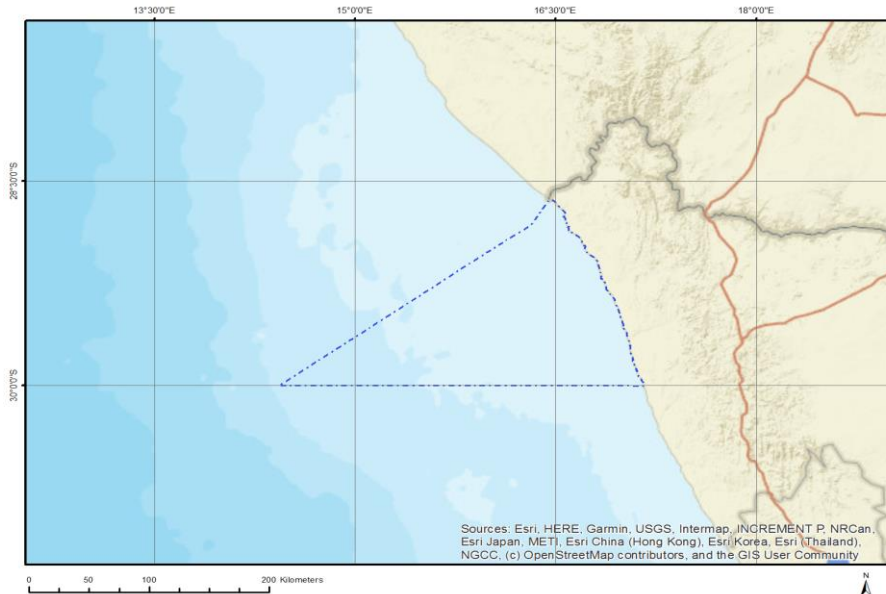 13°30'0"E 15°0'0"E 16°30'0"E 18°0'0"E
28°30'0"S
30°0'0"S
Sources: Esri, HERE, Garmin, USGS, Intermap, INCREMENT P, NRCan,
Esri Japan, METI, Esri China (Hong Kong), Esri Korea, Esri (Thailand),
NGCC, (c) OpenStreetMap contributors, and the GIS User Community
0 50 100 200 Kilometers
N